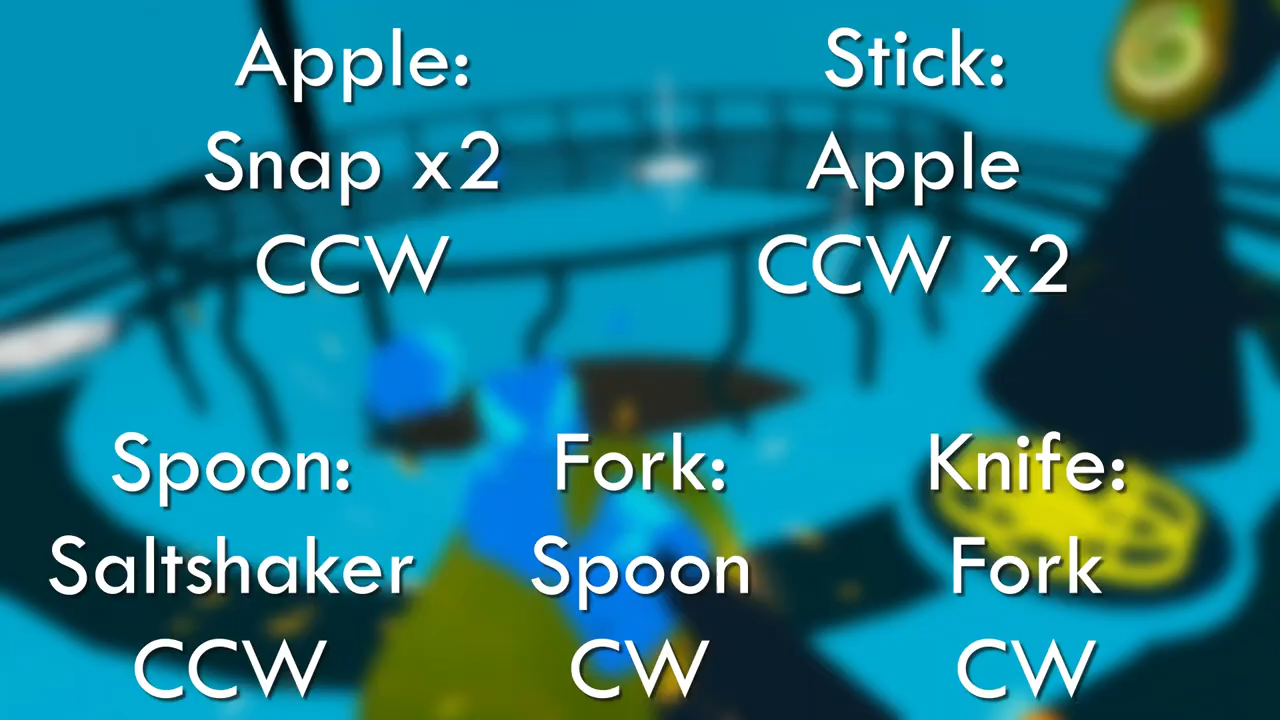 Apple:
Snap x2
CCW
Stick:
Apple
CCW x2
Spoon:
Saltshaker
CCW
Fork:
Spoon
CW
Knife:
Fork
CW